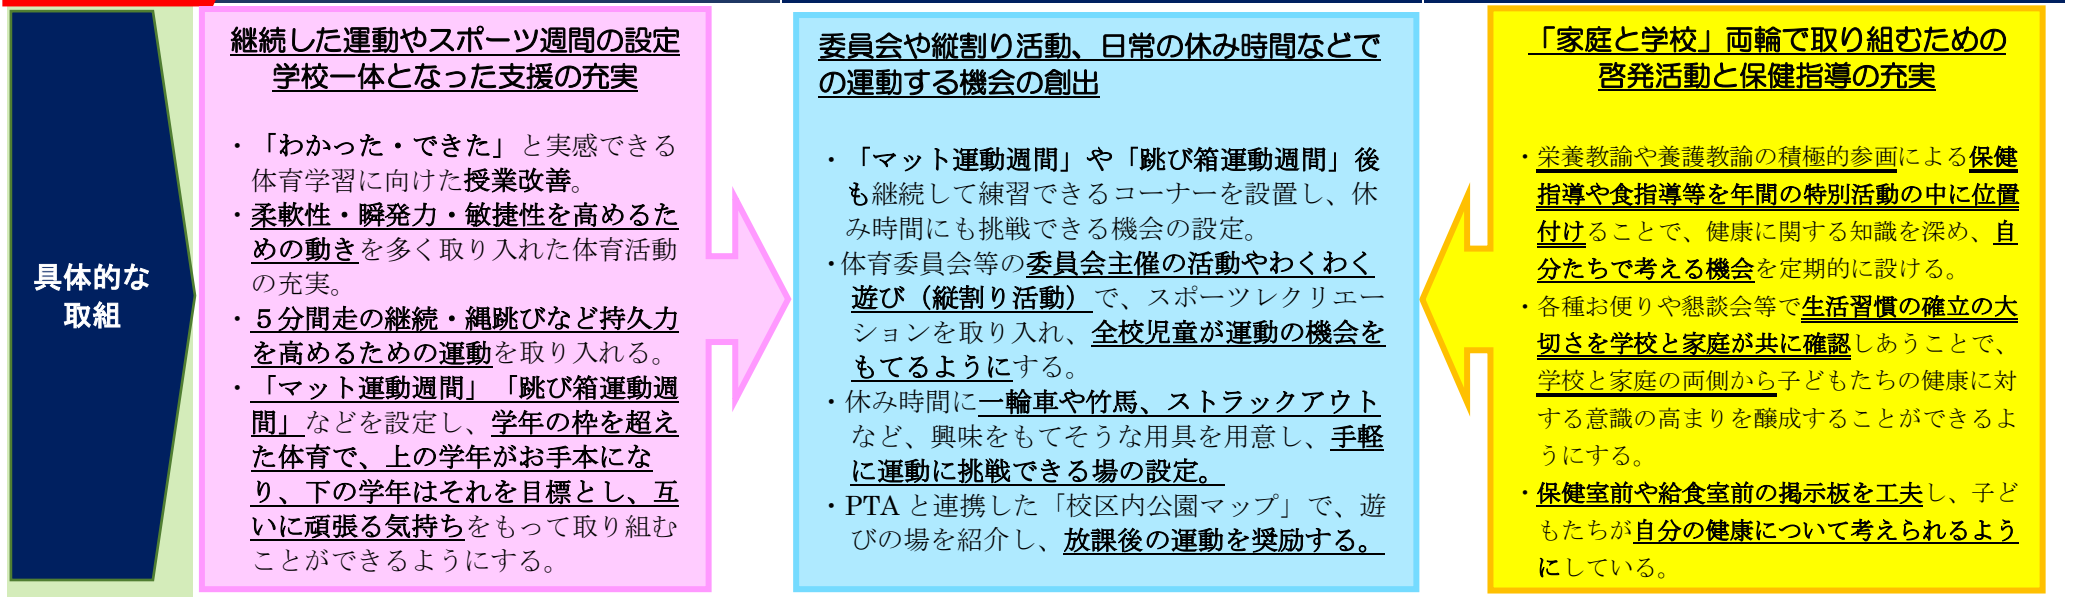 具体的な
取組
継続した運動やスポーツ週間の設定
学校一体となった支援の充実
・「わかった・できた」と実感できる
体育学習に向けた授業改善。
・柔軟性・瞬発力・敏捷性を高めるた
めの動きを多く取り入れた体育活動
の充実。
・５分間走の継続・縄跳びなど持久力
を高めるための運動を取り入れる。
・「マット運動週間」「跳び箱運動週
間」などを設定し、学年の枠を超え
た体育で、上の学年がお手本にな
り、下の学年はそれを目標とし、互
いに頑張る気持ちをもって取り組む
ことができるようにする。
委員会や縦割り活動、日常の休み時間などで
の運動する機会の創出
・「マット運動週間」や「跳び箱運動週間」後
も継続して練習できるコーナーを設置し、休
み時間にも挑戦できる機会の設定。
・体育委員会等の委員会主催の活動やわくわく
遊び（縦割り活動）で、スポーツレクリエー
ションを取り入れ、全校児童が運動の機会を
もてるようにする。
・休み時間に一輪車や竹馬、ストラックアウト
など、興味をもてそうな用具を用意し、手軽
に運動に挑戦できる場の設定。
・PTA と連携した「校区内公園マップ」で、遊
びの場を紹介し、放課後の運動を奨励する。
「家庭と学校」両輪で取り組むための
啓発活動と保健指導の充実
・栄養教諭や養護教諭の積極的参画による保健
指導や食指導等を年間の特別活動の中に位置
付けることで、健康に関する知識を深め、自
分たちで考える機会を定期的に設ける。
・各種お便りや懇談会等で生活習慣の確立の大
切さを学校と家庭が共に確認しあうことで、
学校と家庭の両側から子どもたちの健康に対
する意識の高まりを醸成することができるよ
うにする。
・保健室前や給食室前の掲示板を工夫し、子ど
もたちが自分の健康について考えられるよう
にしている。